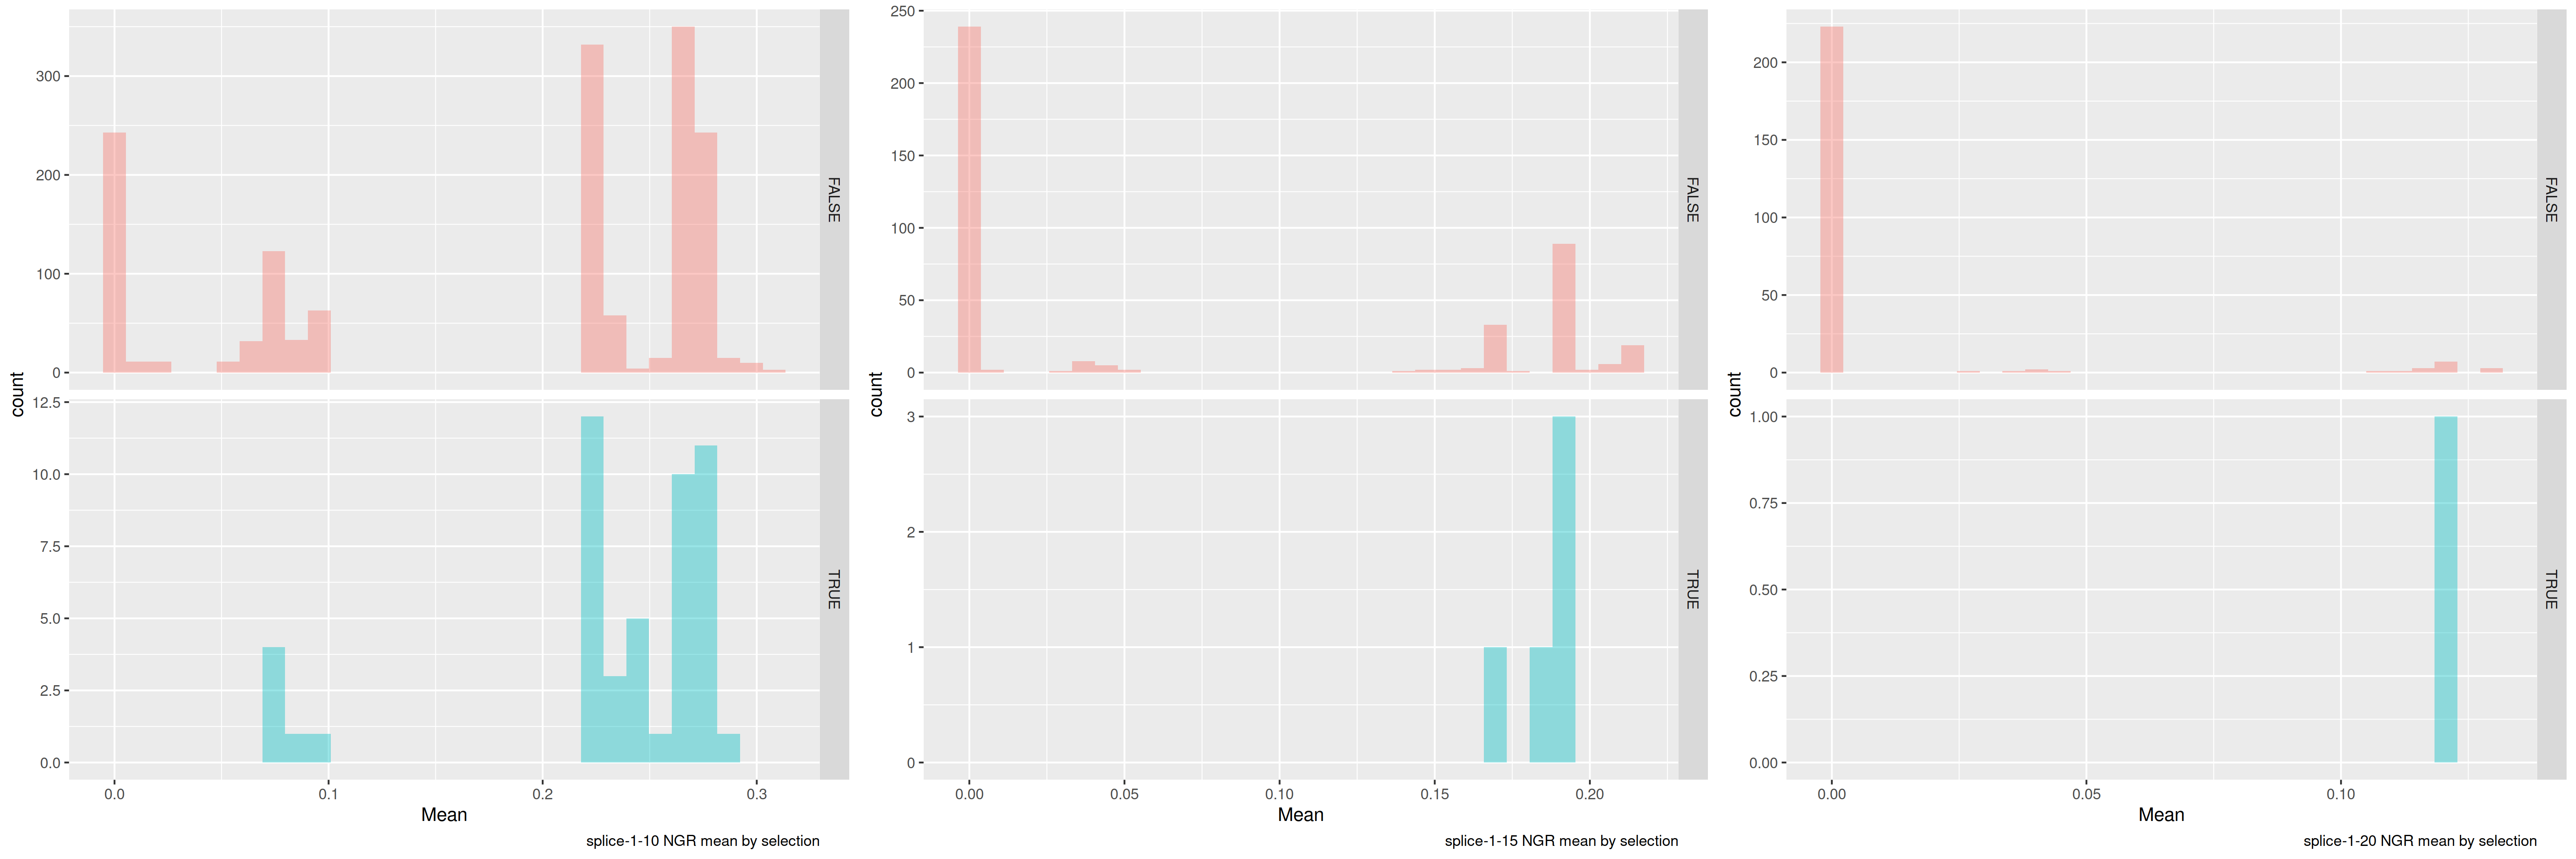 count
300
200
100
0
FALSE
12.5
10.0
7.5
5.0
2.5
0.0
TRUE
0.0 0.1 0.2 0.3
Mean
splice-1-10 NGR mean by selection
count
250
200
150
100
50
0
FALSE
3
2
1
0
TRUE
0.00 0.05 0.10 0.15 0.20
Mean
splice-1-15 NGR mean by selection
count
200
150
100
50
0
FALSE
1.00
0.75
0.50
0.25
0.00
TRUE
0.00 0.05 0.10
Mean
splice-1-20 NGR mean by selection